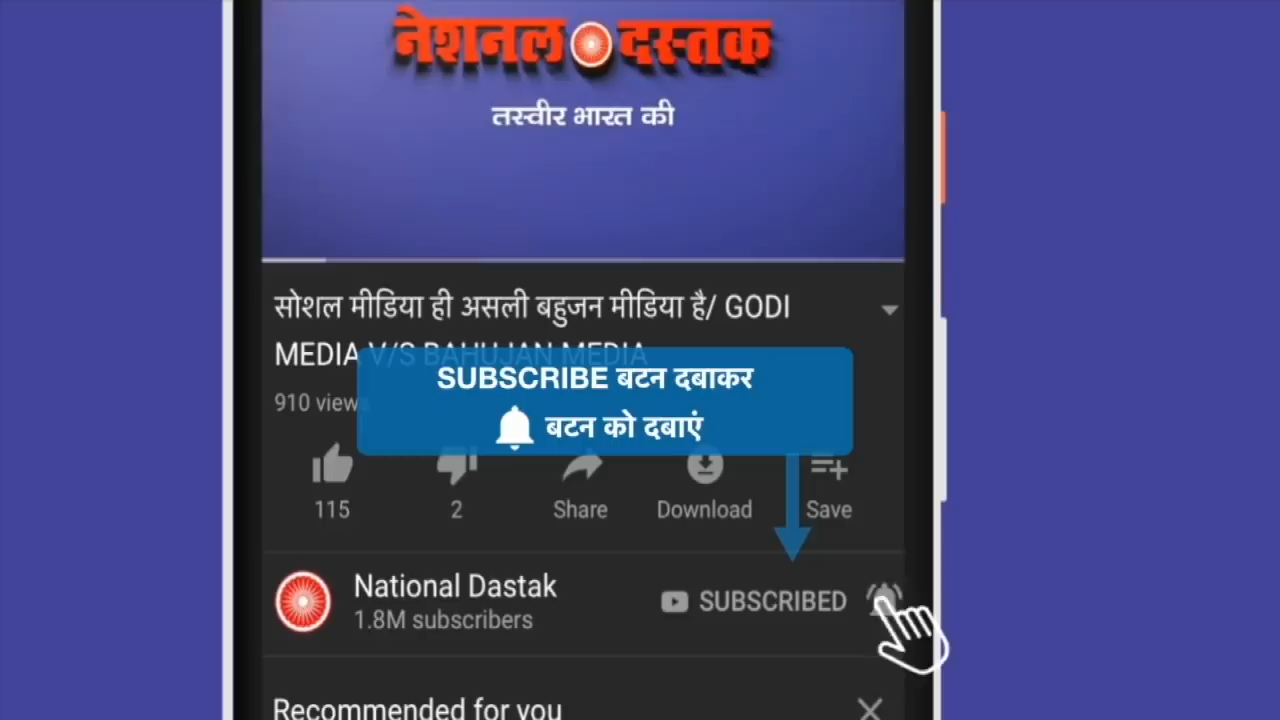 नेशनल दस्तक
तस्वीर भारत की
सोशल मीडिया ही असली बहुजन मीडिया है/ GODI
MEDIA V/S BAHUJAN MEDIA
910 views
SUBSCRIBE बटन दबाकर
बटन को दबाएं
115
2
Share
Download
Save
National Dastak
1.8M subscribers
SUBSCRIBED
Recommended for you